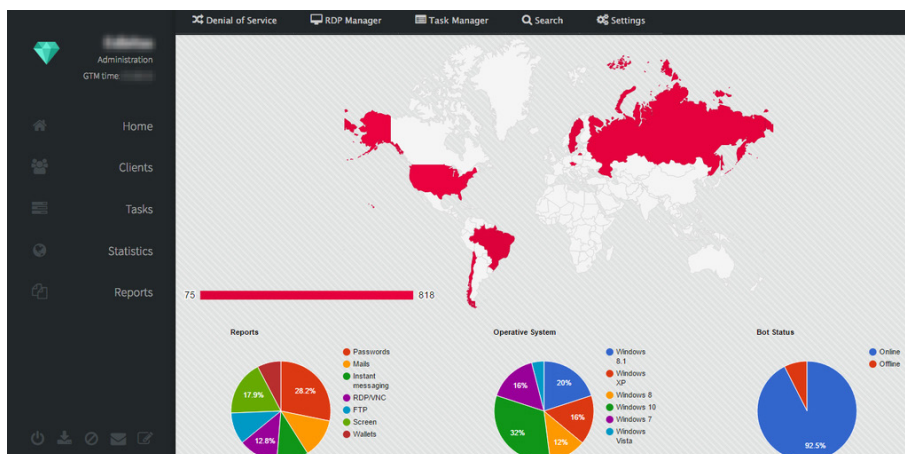 Denial of Service RDP Manager Task Manager Search Settings
Administration
GTM time
Home
Clients
Tasks
Statistics
Reports
75 818
Reports
28.2%
17.9%
12.8%
Passwords
Mails
Instant
messaging
RDP/VNC
FTP
Screen
Wallets
Operative System
20%
16%
16%
32%
12%
Windows
8.1
Windows
XP
Windows 8
Windows 10
Windows 7
Windows
Vista
Bot Status
92.5%
Online
Offline